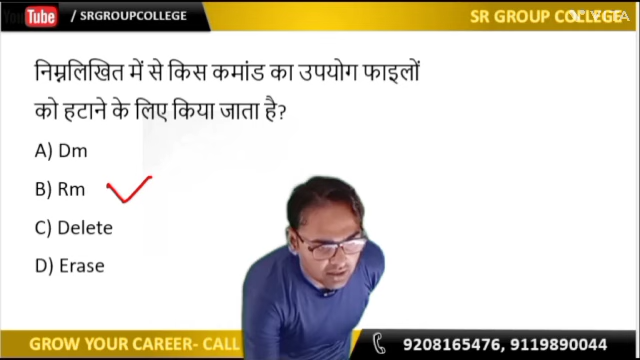 YouTube / SRGROUPCOLLEGE
SR GROUP COLLEGE
निम्नलिखित में से किस कमांड का उपयोग फाइलों
को हटाने के लिए किया जाता है?
A) Dm
B) Rm
C) Delete
D) Erase
GROW YOUR CAREER- CALL
9208165476, 9119890044